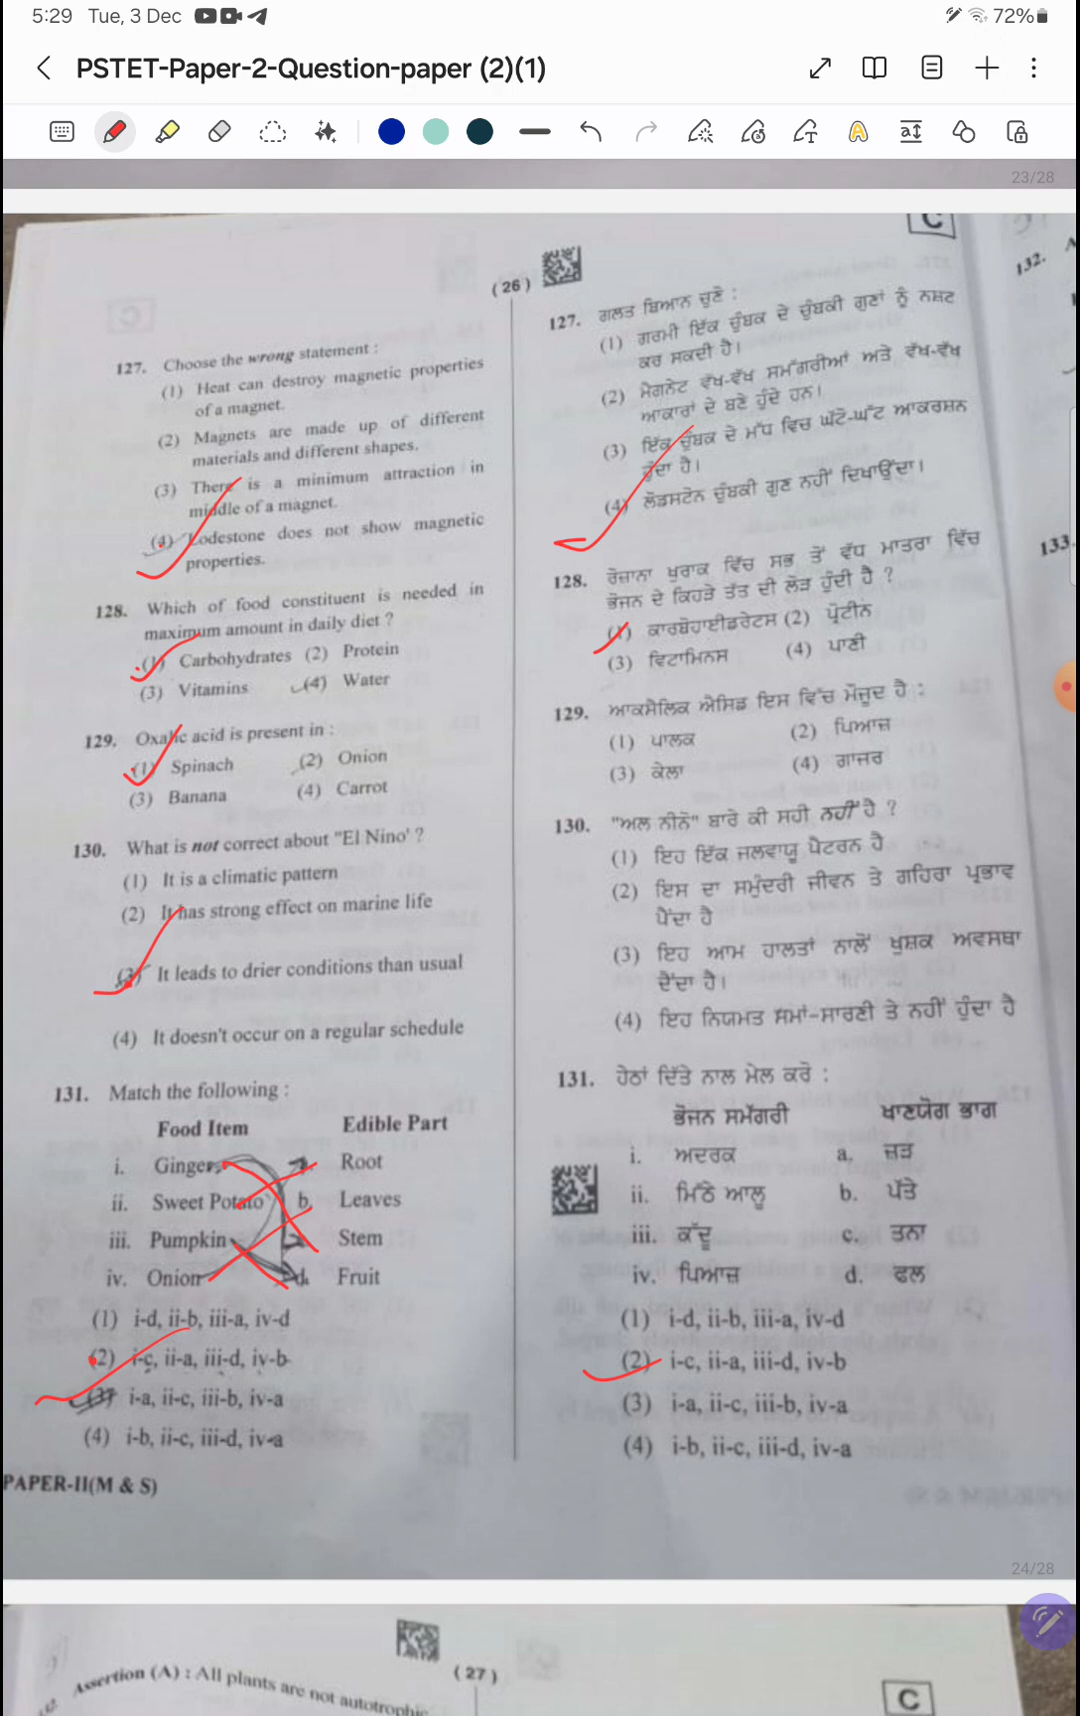 5:29 Tue, 3 Dec
72%
PSTET-Paper-2-Question-paper (2)(1)
23/28
C
(26)
127. Choose the wrong statement :
(1) Heat can destroy magnetic properties
of a magnet.
(2) Magnets are made up of different
materials and different shapes.
(3) There is a minimum attraction in
middle of a magnet.
(4) Lodestone does not show magnetic
properties.
128. Which of food constituent is needed in
maximum amount in daily diet ?
(1) Carbohydrates (2) Protein
(3) Vitamins (4) Water
129. Oxalic acid is present in :
(1) Spinach (2) Onion
(3) Banana (4) Carrot
130. What is not correct about "El Nino' ?
(1) It is a climatic pattern
(2) It has strong effect on marine life
(3) It leads to drier conditions than usual
(4) It doesn't occur on a regular schedule
131. Match the following :
Food Item Edible Part
i. Ginger Root
ii. Sweet Potato b. Leaves
iii. Pumpkin Stem
iv. Onion d. Fruit
(1) i-d, ii-b, iii-a, iv-d
(2) i-c, ii-a, iii-d, iv-b
(3) i-a, ii-c, iii-b, iv-a
(4) i-b, ii-c, iii-d, iv-a
PAPER-II(M & S)
127. ਗਲਤ ਬਿਆਨ ਚੁਣੋ :
(1) ਗਰਮੀ ਇੱਕ ਚੁੰਬਕ ਦੇ ਚੁੰਬਕੀ ਗੁਣਾਂ ਨੂੰ ਨਸ਼ਟ
ਕਰ ਸਕਦੀ ਹੈ।
(2) ਮੈਗਨੇਟ ਵੱਖ-ਵੱਖ ਸਮੱਗਰੀਆਂ ਅਤੇ ਵੱਖ-ਵੱਖ
ਆਕਾਰਾਂ ਦੇ ਬਣੇ ਹੁੰਦੇ ਹਨ।
(3) ਇੱਕ ਚੁੰਬਕ ਦੇ ਮੱਧ ਵਿਚ ਘੱਟੋ-ਘੱਟ ਆਕਰਸ਼ਨ
ਹੁੰਦਾ ਹੈ।
(4) ਲੋਡਸਟੋਨ ਚੁੰਬਕੀ ਗੁਣ ਨਹੀਂ ਦਿਖਾਉਂਦਾ।
128. ਰੋਜ਼ਾਨਾ ਖੁਰਾਕ ਵਿੱਚ ਸਭ ਤੋਂ ਵੱਧ ਮਾਤਰਾ ਵਿੱਚ
ਭੋਜਨ ਦੇ ਕਿਹੜੇ ਤੱਤ ਦੀ ਲੋੜ ਹੁੰਦੀ ਹੈ ?
(1) ਕਾਰਬੋਹਾਈਡਰੇਟਸ (2) ਪ੍ਰੋਟੀਨ
(3) ਵਿਟਾਮਿਨਸ (4) ਪਾਣੀ
129. ਆਕਸੈਲਿਕ ਐਸਿਡ ਇਸ ਵਿੱਚ ਮੌਜੂਦ ਹੈ :
(1) ਪਾਲਕ (2) ਪਿਆਜ਼
(3) ਕੇਲਾ (4) ਗਾਜਰ
130. "ਅਲ ਨੀਨੋ" ਬਾਰੇ ਕੀ ਸਹੀ ਨਹੀਂ ਹੈ ?
(1) ਇਹ ਇੱਕ ਜਲਵਾਯੂ ਪੈਟਰਨ ਹੈ
(2) ਇਸ ਦਾ ਸਮੁੰਦਰੀ ਜੀਵਨ ਤੇ ਗਹਿਰਾ ਪ੍ਰਭਾਵ
ਪੈਂਦਾ ਹੈ
(3) ਇਹ ਆਮ ਹਾਲਤਾਂ ਨਾਲੋਂ ਖੁਸ਼ਕ ਅਵਸਥਾ
ਦੇਂਦਾ ਹੈ।
(4) ਇਹ ਨਿਯਮਤ ਸਮਾਂ-ਸਾਰਣੀ ਤੇ ਨਹੀਂ ਹੁੰਦਾ ਹੈ
131. ਹੇਠਾਂ ਦਿੱਤੇ ਨਾਲ ਮੇਲ ਕਰੋ :
ਭੋਜਨ ਸਮੱਗਰੀ ਖਾਣਯੋਗ ਭਾਗ
i. ਅਦਰਕ a. ਜੜ
ii. ਮਿੱਠੇ ਆਲੂ b. ਪੱਤੇ
iii. ਕੱਦੂ c. ਤਨਾ
iv. ਪਿਆਜ਼ d. ਫਲ
(1) i-d, ii-b, iii-a, iv-d
(2) i-c, ii-a, iii-d, iv-b
(3) i-a, ii-c, iii-b, iv-a
(4) i-b, ii-c, iii-d, iv-a
132.
133.
24/28
(27)
C
Assertion (A) : All plants are not autotrophic